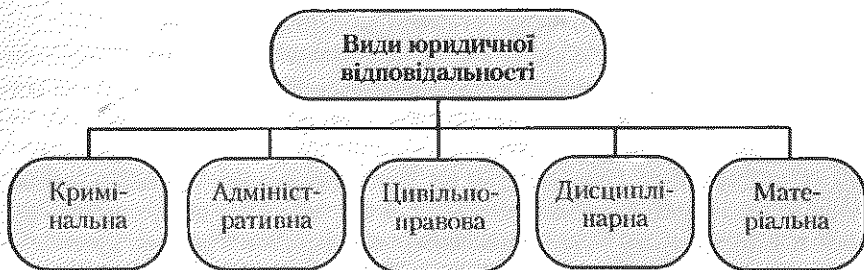 Види юридичної
відповідальності
Кримі-
нальна
Адмініст-
ративна
Цивільно-
правова
Дисциплі-
нарна
Мате-
ріальна